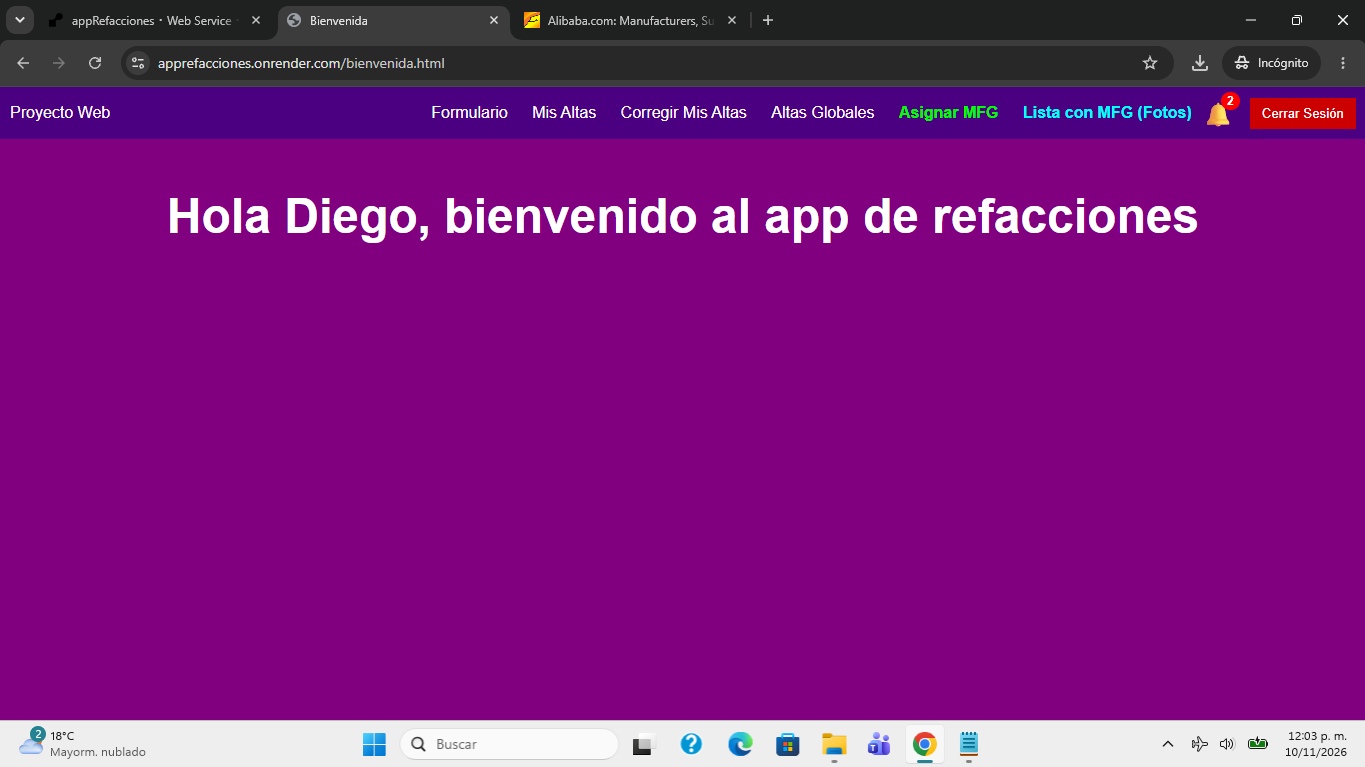 appRefacciones · Web Service
Bienvenida
Alibaba.com: Manufacturers, Su
apprefacciones.onrender.com/bienvenida.html
Incógnito
Proyecto Web
Formulario
Mis Altas
Corregir Mis Altas
Altas Globales
Asignar MFG
Lista con MFG (Fotos)
2
Cerrar Sesión
Hola Diego, bienvenido al app de refacciones
2
18°C
Mayorm. nublado
Buscar
12:03 p. m.
10/11/2026